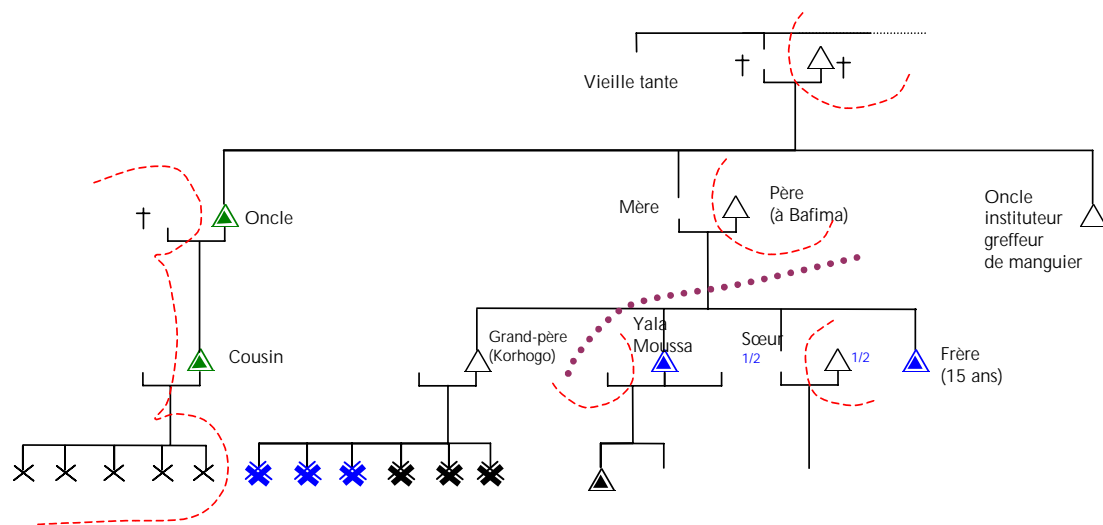 Vieille tante
Oncle
Mère
Père
(à Bafima)
Oncle
instituteur
greffeur
de manguier
Cousin
Grand-père
(Korhogo)
Yala
Moussa
Sœur
1/2
1/2
Frère
(15 ans)